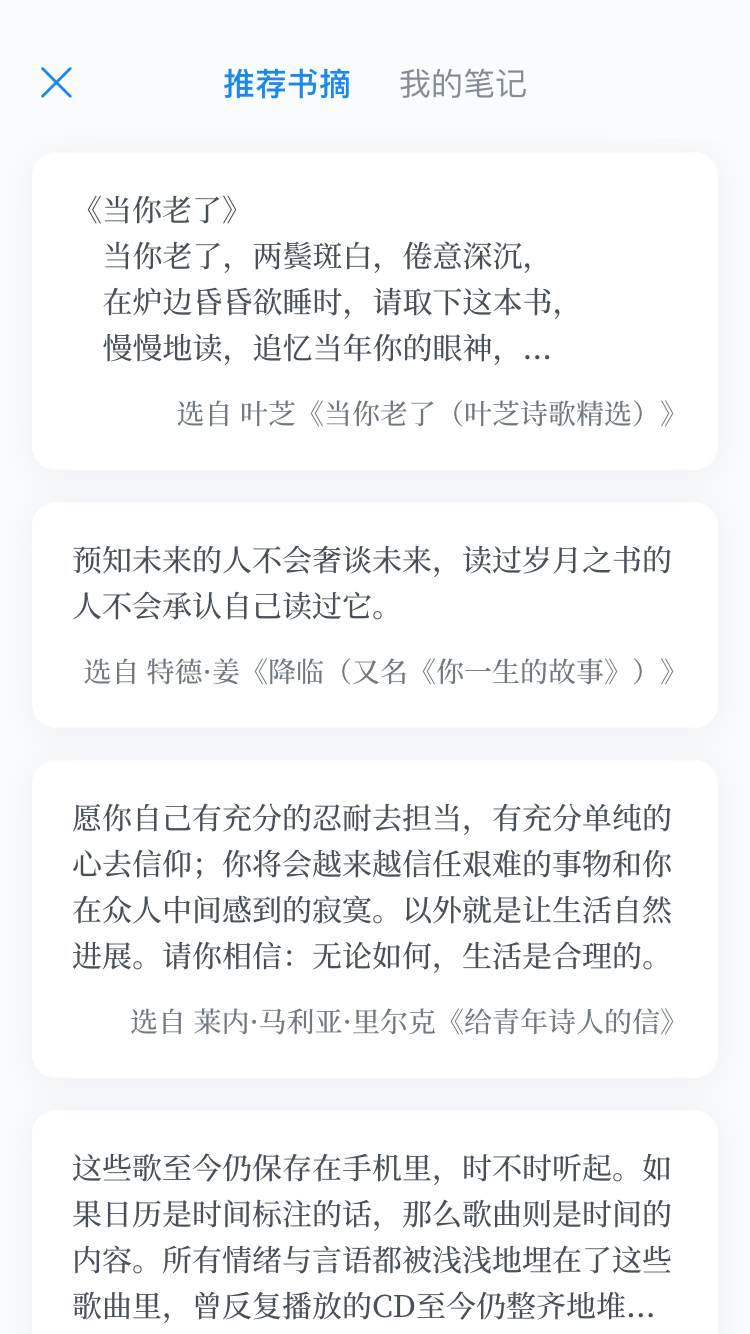 推荐书摘 我的笔记
《当你老了》
当你老了，两鬓斑白，倦意深沉，
在炉边昏昏欲睡时，请取下这本书，
慢慢地读，追忆当年你的眼神，...
选自 叶芝《当你老了（叶芝诗歌精选）》
预知未来的人不会奢谈未来，读过岁月之书的
人不会承认自己读过它。
选自 特德·姜《降临（又名《你一生的故事》）》
愿你自己有充分的忍耐去担当，有充分单纯的
心去信仰；你将会越来越信任艰难的事物和你
在众人中间感到的寂寞。以外就是让生活自然
进展。请你相信：无论如何，生活是合理的。
选自 莱内·马利亚·里尔克《给青年诗人的信》
这些歌至今仍保存在手机里，时不时听起。如
果日历是时间标注的话，那么歌曲则是时间的
内容。所有情绪与言语都被浅浅地埋在了这些
歌曲里，曾反复播放的CD至今仍整齐地堆...